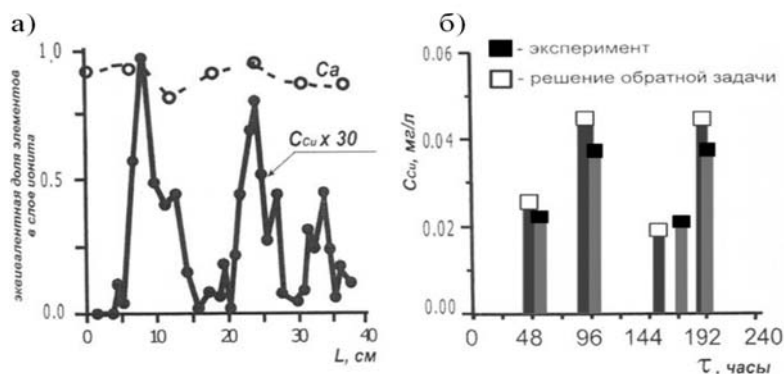 а)
эквивалентная доля элементов
в слое ионита
1,0
0.5
0.0
Ca
C Cu x 30
0 10 20 30 40
L, см
б)
C Cu, мг/л
0.06
0.04
0.02
0.00
- эксперимент
- решение обратной задачи
0 48 96 144 192 240
τ, часы